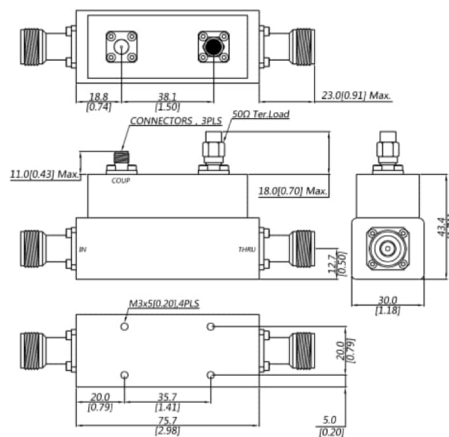 18.8
[0.74]
38.1
[1.50]
23.0[0.91] Max.
CONNECTORS , 3PLS
50Ω Ter.Load
11.0[0.43] Max.
COUP
18.0[0.70] Max.
IN
THRU
12.7
[0.50]
43.4
30.0
[1.18]
M3x5[0.20],4PLS
20.0
[0.79]
20.0
[0.79]
35.7
[1.41]
75.7
[2.98]
5.0
[0.20]